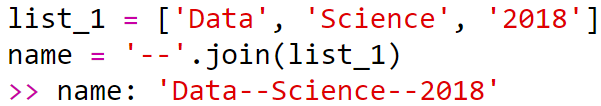 list_1 = ['Data', 'Science', '2018']
name = '--'.join(list_1)
>> name: 'Data--Science--2018'